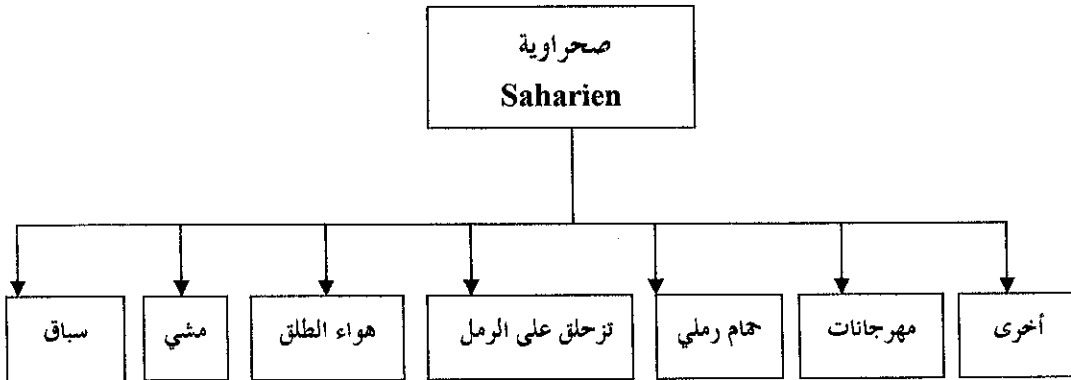 صحراوية
Saharien
أخرى
مهرجانات
حمام رملي
تزحلق على الرمل
هواء الطلق
مشي
سباق